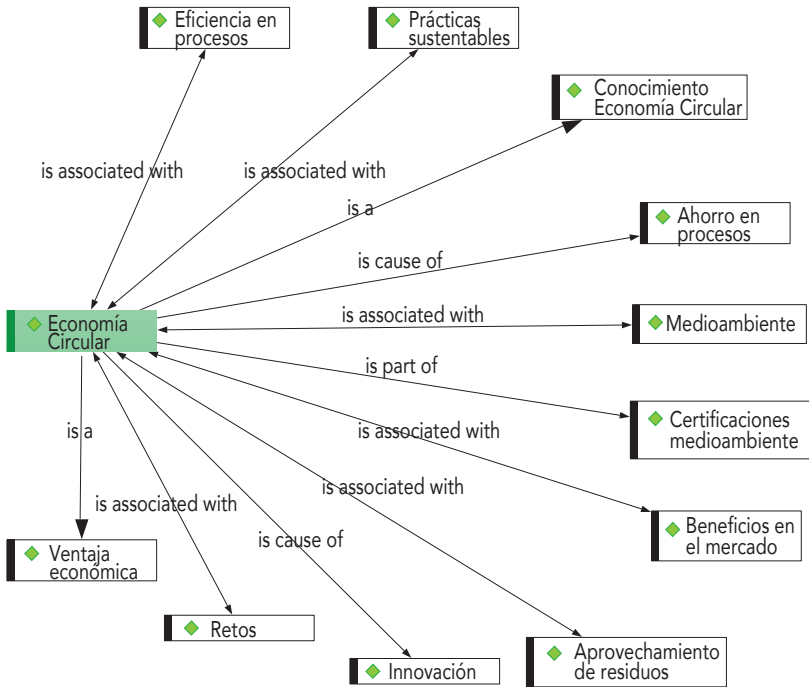 Eficiencia en
procesos
Prácticas
sustentables
Conocimiento
Economía Circular
is associated with
is associated with
is a
Ahorro en
procesos
is cause of
is associated with
Medioambiente
Economía
Circular
is part of
Certificaciones
medioambiente
is a
is associated with
is associated with
is associated with
Beneficios en
el mercado
is cause of
Ventaja
económica
Retos
Innovación
Aprovechamiento
de residuos